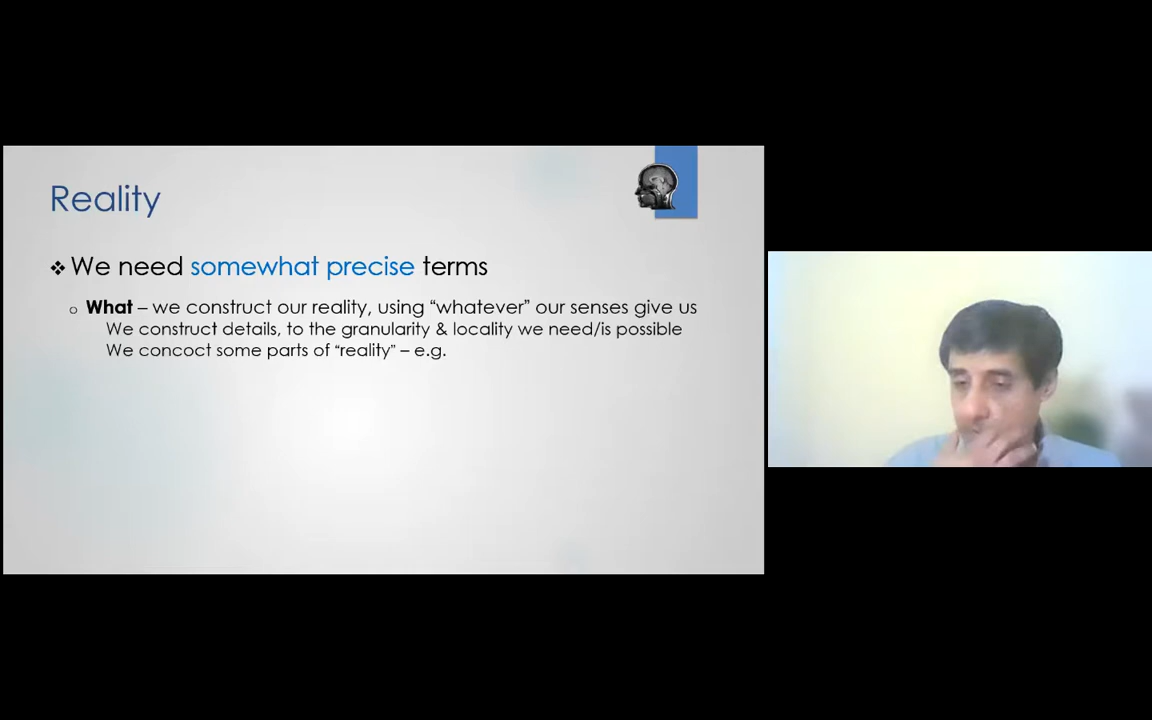 Reality
❖ We need somewhat precise terms
o What – we construct our reality, using “whatever” our senses give us
We construct details, to the granularity & locality we need/is possible
We concoct some parts of “reality” – e.g.